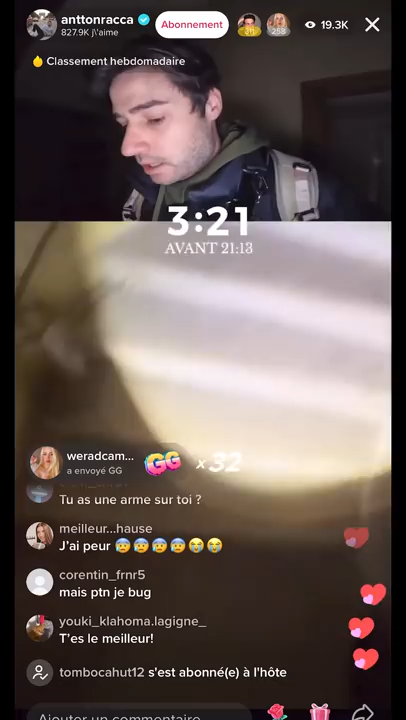 anttonracca
Abonnement
19.3K
827.9K j\'aime
258
Classement hebdomadaire
3:21
AVANT 21:13
weradcam...
a envoyé GG
GG x32
Tu as une arme sur toi ?
meilleur...hause
J'ai peur 😰😰😰😰😭😭
corentin_frnr5
mais ptn je bug
youki_klahoma.lagigne_
T'es le meilleur!
tombocahut12 s'est abonné(e) à l'hôte
Ajouter un commentaire